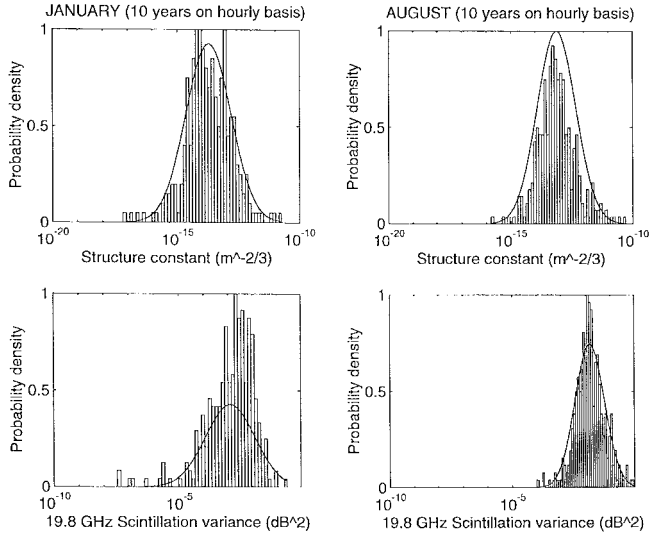 JANUARY (10 years on hourly basis)
1
0.5
0
Probability density
10^-20
10^-15
10^-10
Structure constant (m^-2/3)
AUGUST (10 years on hourly basis)
1
0.5
0
Probability density
10^-20
10^-15
10^-10
Structure constant (m^-2/3)
1
0.5
0
Probability density
10^-10
10^-5
19.8 GHz Scintillation variance (dB^2)
1
0.5
0
Probability density
10^-10
10^-5
19.8 GHz Scintillation variance (dB^2)